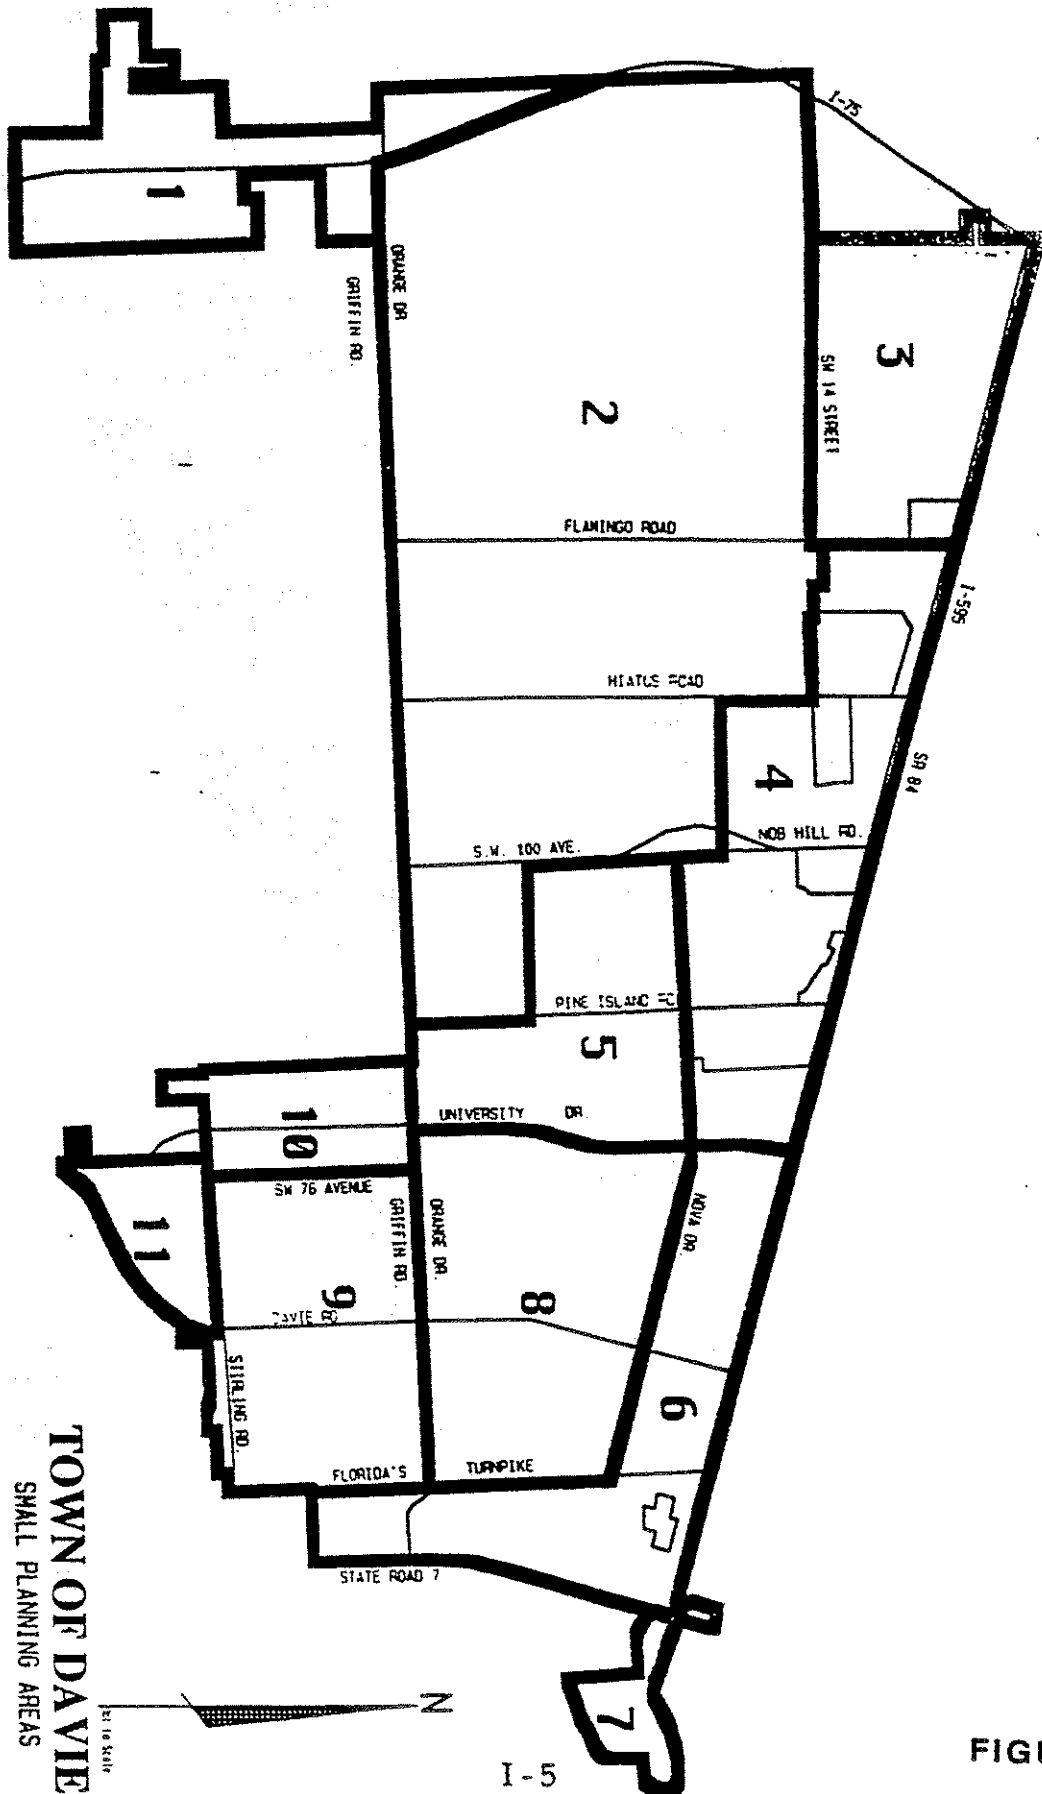 I-75
1
ORANGE DR
GRIFFIN RD.
2
3
SW 14 STREET
FLAMINGO ROAD
I-595
HIATUS
4
SR 84
NOB HILL RD.
S.W. 100 AVE.
PINE ISLAND
5
10
UNIVERSITY DR.
SW 76 AVENUE
ORANGE DR.
GRIFFIN RD.
NOVA DR.
11
9
8
RD
STIRLING RD.
6
FLORIDA'S TURNPIKE
STATE ROAD 7
7
N
TOWN OF DAVIE
SMALL PLANNING AREAS
to Scale
I-5
FIGU